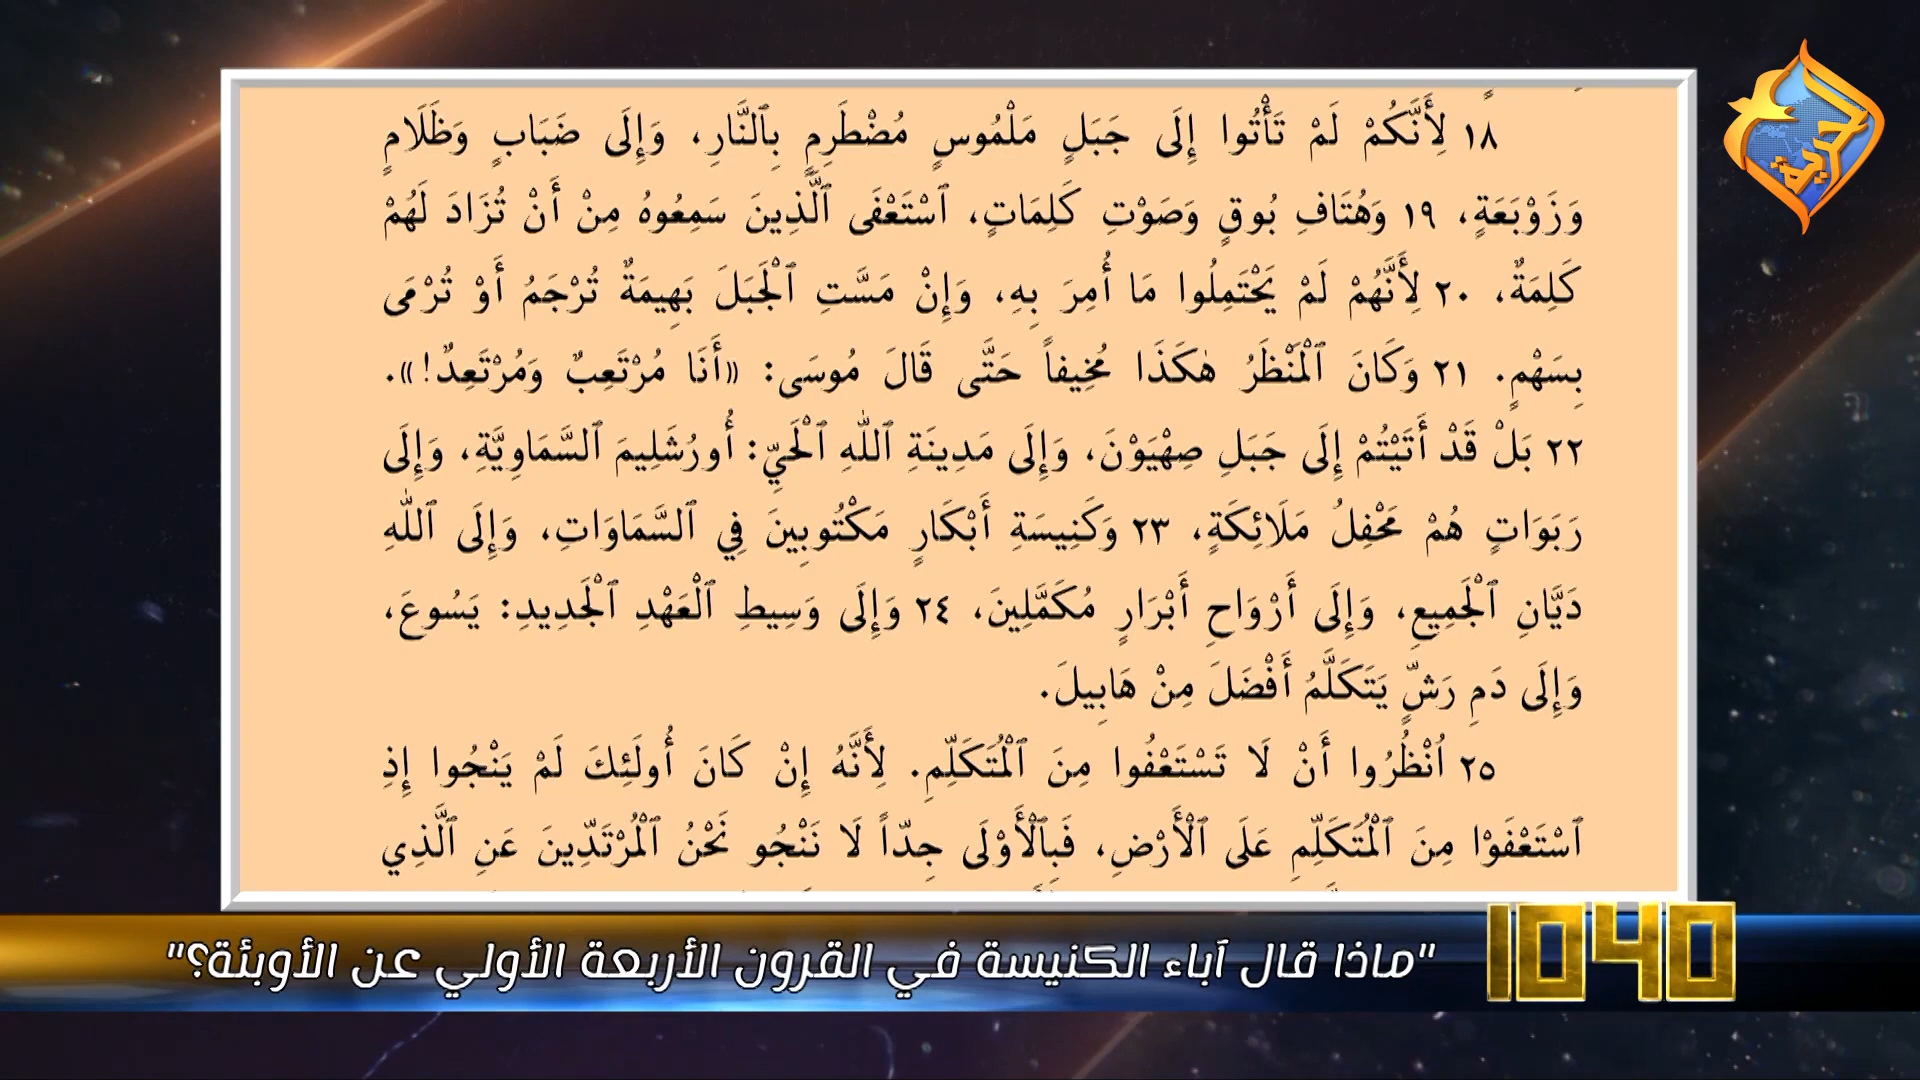 ١٨ لِأَنَّكُمْ لَمْ تَأْتُوا إِلَى جَبَلٍ مَلْمُوسٍ مُضْطَرِمٍ بِٱلنَّارِ، وَإِلَى ضَبَابٍ وَظَلَامٍ
وَزَوْبَعَةٍ، ١٩ وَهُتَافِ بُوقٍ وَصَوْتِ كَلِمَاتٍ، ٱسْتَعْفَى ٱلَّذِينَ سَمِعُوهُ مِنْ أَنْ تُزَادَ لَهُمْ
كَلِمَةٌ، ٢٠ لِأَنَّهُمْ لَمْ يَحْتَمِلُوا مَا أُمِرَ بِهِ، وَإِنْ مَسَّتِ ٱلْجَبَلَ بَهِيمَةٌ تُرْجَمُ أَوْ تُرْمَى
بِسَهْمٍ. ٢١ وَكَانَ ٱلْمَنْظَرُ هٰكَذَا مُخِيفاً حَتَّى قَالَ مُوسَى: «أَنَا مُرْتَعِبٌ وَمُرْتَعِدٌ!».
٢٢ بَلْ قَدْ أَتَيْتُمْ إِلَى جَبَلِ صِهْيَوْنَ، وَإِلَى مَدِينَةِ ٱللهِ ٱلْحَيِّ: أُورُشَلِيمَ ٱلسَّمَاوِيَّةِ، وَإِلَى
رَبَوَاتٍ هُمْ مَحْفِلُ مَلَائِكَةٍ، ٢٣ وَكَنِيسَةِ أَبْكَارٍ مَكْتُوبِينَ فِي ٱلسَّمَاوَاتِ، وَإِلَى ٱللهِ
دَيَّانِ ٱلْجَمِيعِ، وَإِلَى أَرْوَاحِ أَبْرَارٍ مُكَمَّلِينَ، ٢٤ وَإِلَى وَسِيطِ ٱلْعَهْدِ ٱلْجَدِيدِ: يَسُوعَ،
وَإِلَى دَمِ رَشٍّ يَتَكَلَّمُ أَفْضَلَ مِنْ هَابِيلَ.
٢٥ اُنْظُرُوا أَنْ لَا تَسْتَعْفُوا مِنَ ٱلْمُتَكَلِّمِ. لِأَنَّهُ إِنْ كَانَ أُولَئِكَ لَمْ يَنْجُوا إِذِ
ٱسْتَعْفَوْا مِنَ ٱلْمُتَكَلِّمِ عَلَى ٱلْأَرْضِ، فَبِٱلْأَوْلَى جِدّاً لَا نَنْجُو نَحْنُ ٱلْمُرْتَدِّينَ عَنِ ٱلَّذِي
الحرية
"ماذا قال آباء الكنيسة في القرون الأربعة الأولي عن الأوبئة؟"
1040